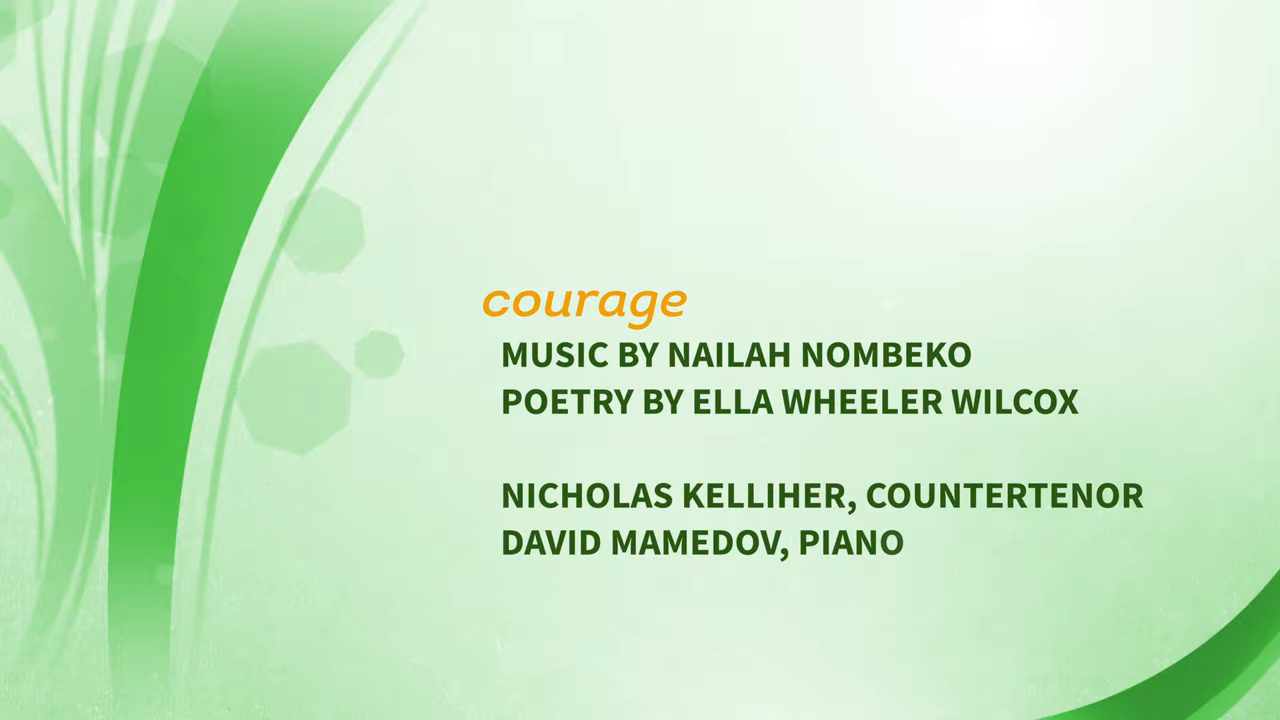 courage
MUSIC BY NAILAH NOMBEKO
POETRY BY ELLA WHEELER WILCOX
NICHOLAS KELLIHER, COUNTERTENOR
DAVID MAMEDOV, PIANO